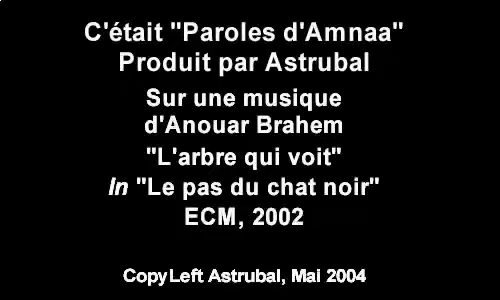 C'était "Paroles d'Amnaa"
Produit par Astrubal
Sur une musique
d'Anouar Brahem
"L'arbre qui voit"
In "Le pas du chat noir"
ECM, 2002
CopyLeft Astrubal, Mai 2004